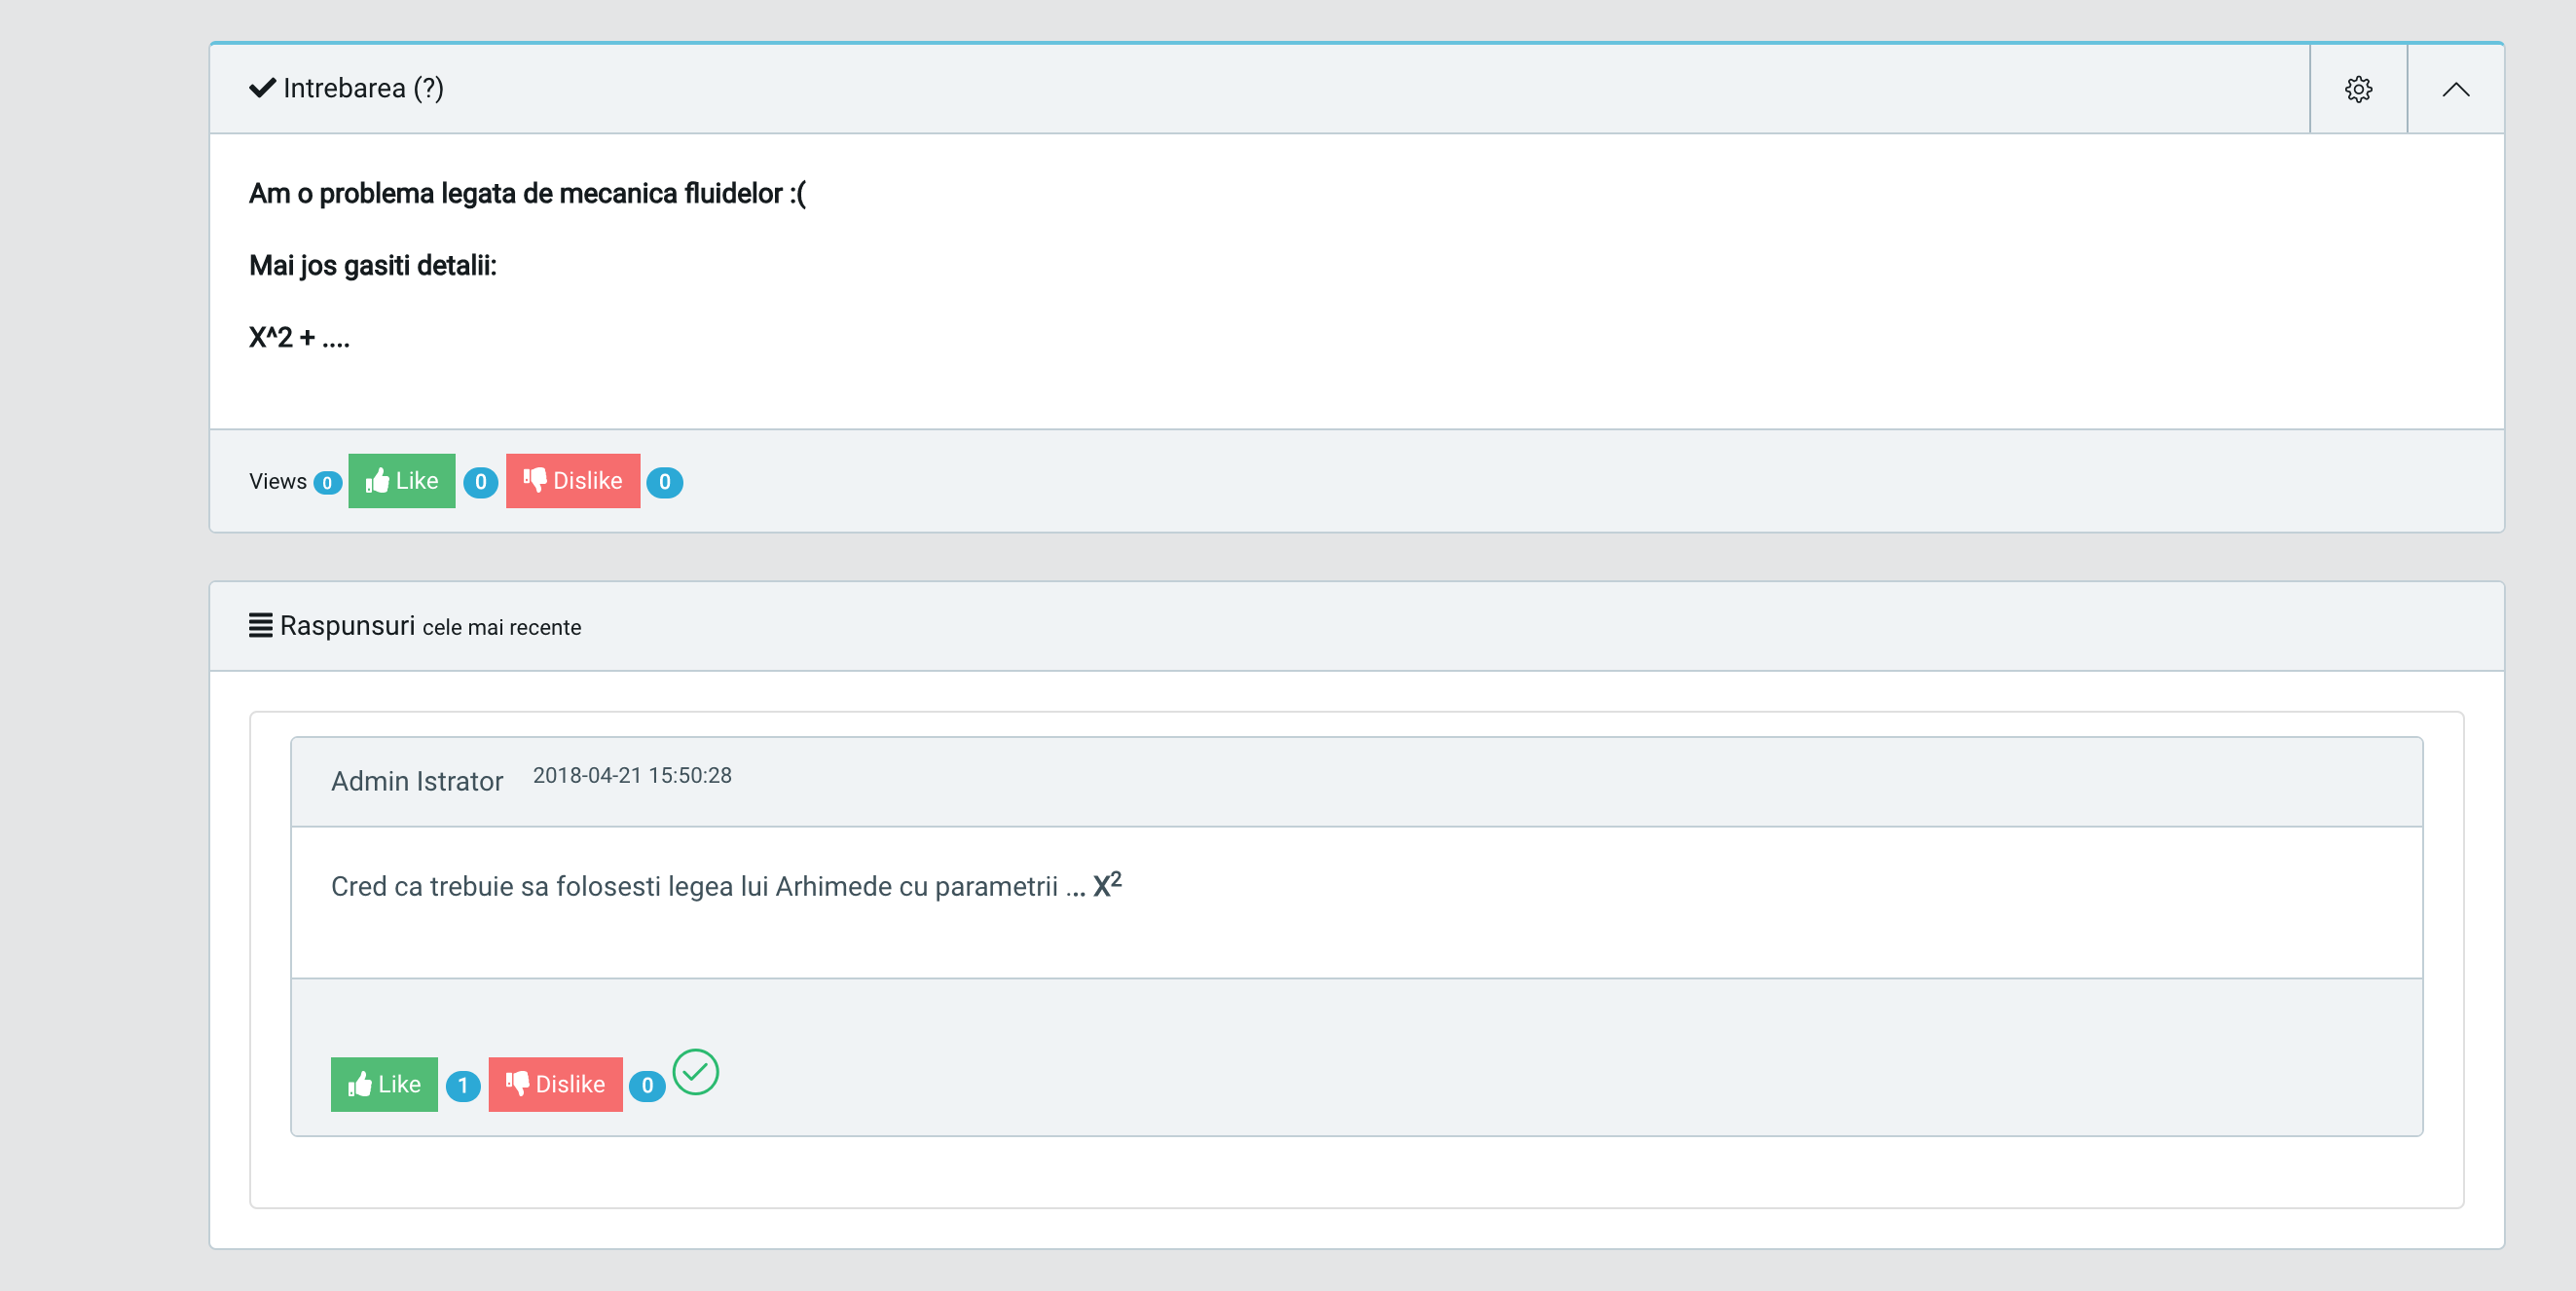 Intrebarea (?)
Am o problema legata de mecanica fluidelor :(
Mai jos gasiti detalii:
X^2 + ....
Views 0 Like 0 Dislike 0
Raspunsuri cele mai recente
Admin Istrator 2018-04-21 15:50:28
Cred ca trebuie sa folosesti legea lui Arhimede cu parametrii ... X²
Like 1 Dislike 0